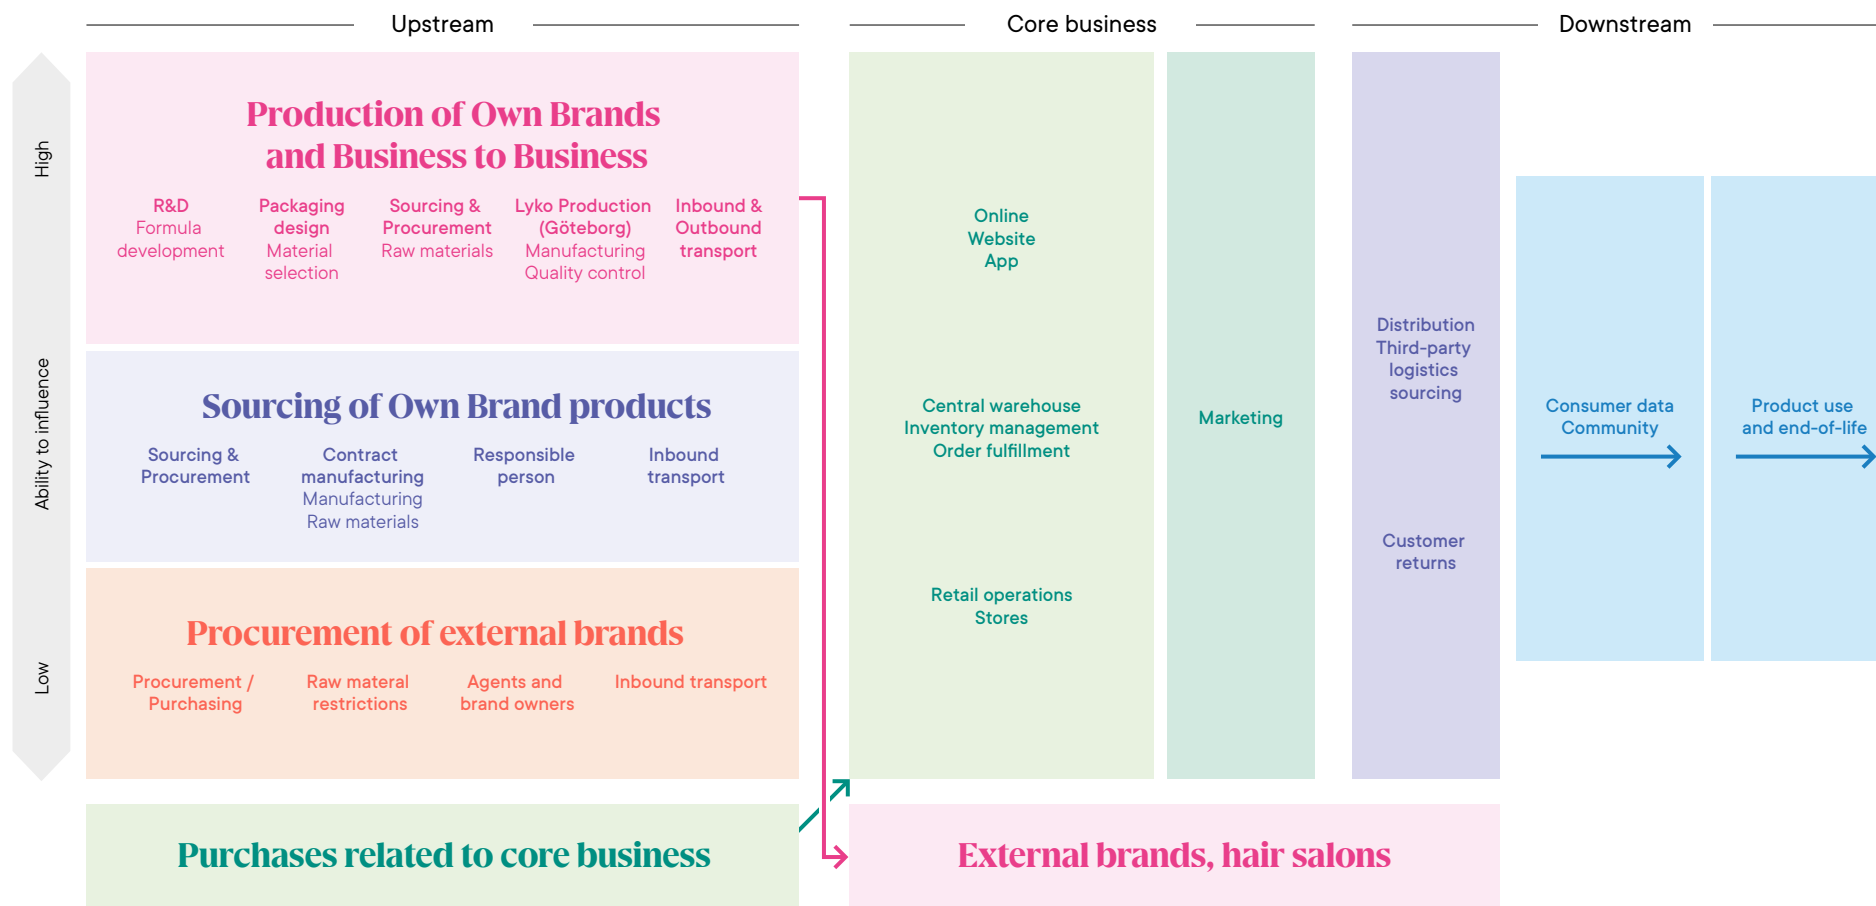 Upstream
Core business
Downstream
High
Ability to influence
Low
Production of Own Brands
and Business to Business
R&D
Formula
development
Packaging
design
Material
selection
Sourcing &
Procurement
Raw materials
Lyko Production
(Göteborg)
Manufacturing
Quality control
Inbound &
Outbound
transport
Sourcing of Own Brand products
Sourcing &
Procurement
Contract
manufacturing
Manufacturing
Raw materials
Responsible
person
Inbound
transport
Procurement of external brands
Procurement /
Purchasing
Raw materal
restrictions
Agents and
brand owners
Inbound transport
Purchases related to core business
Online
Website
App
Central warehouse
Inventory management
Order fulfillment
Retail operations
Stores
Marketing
Distribution
Third-party
logistics
sourcing
Customer
returns
Consumer data
Community
Product use
and end-of-life
External brands, hair salons